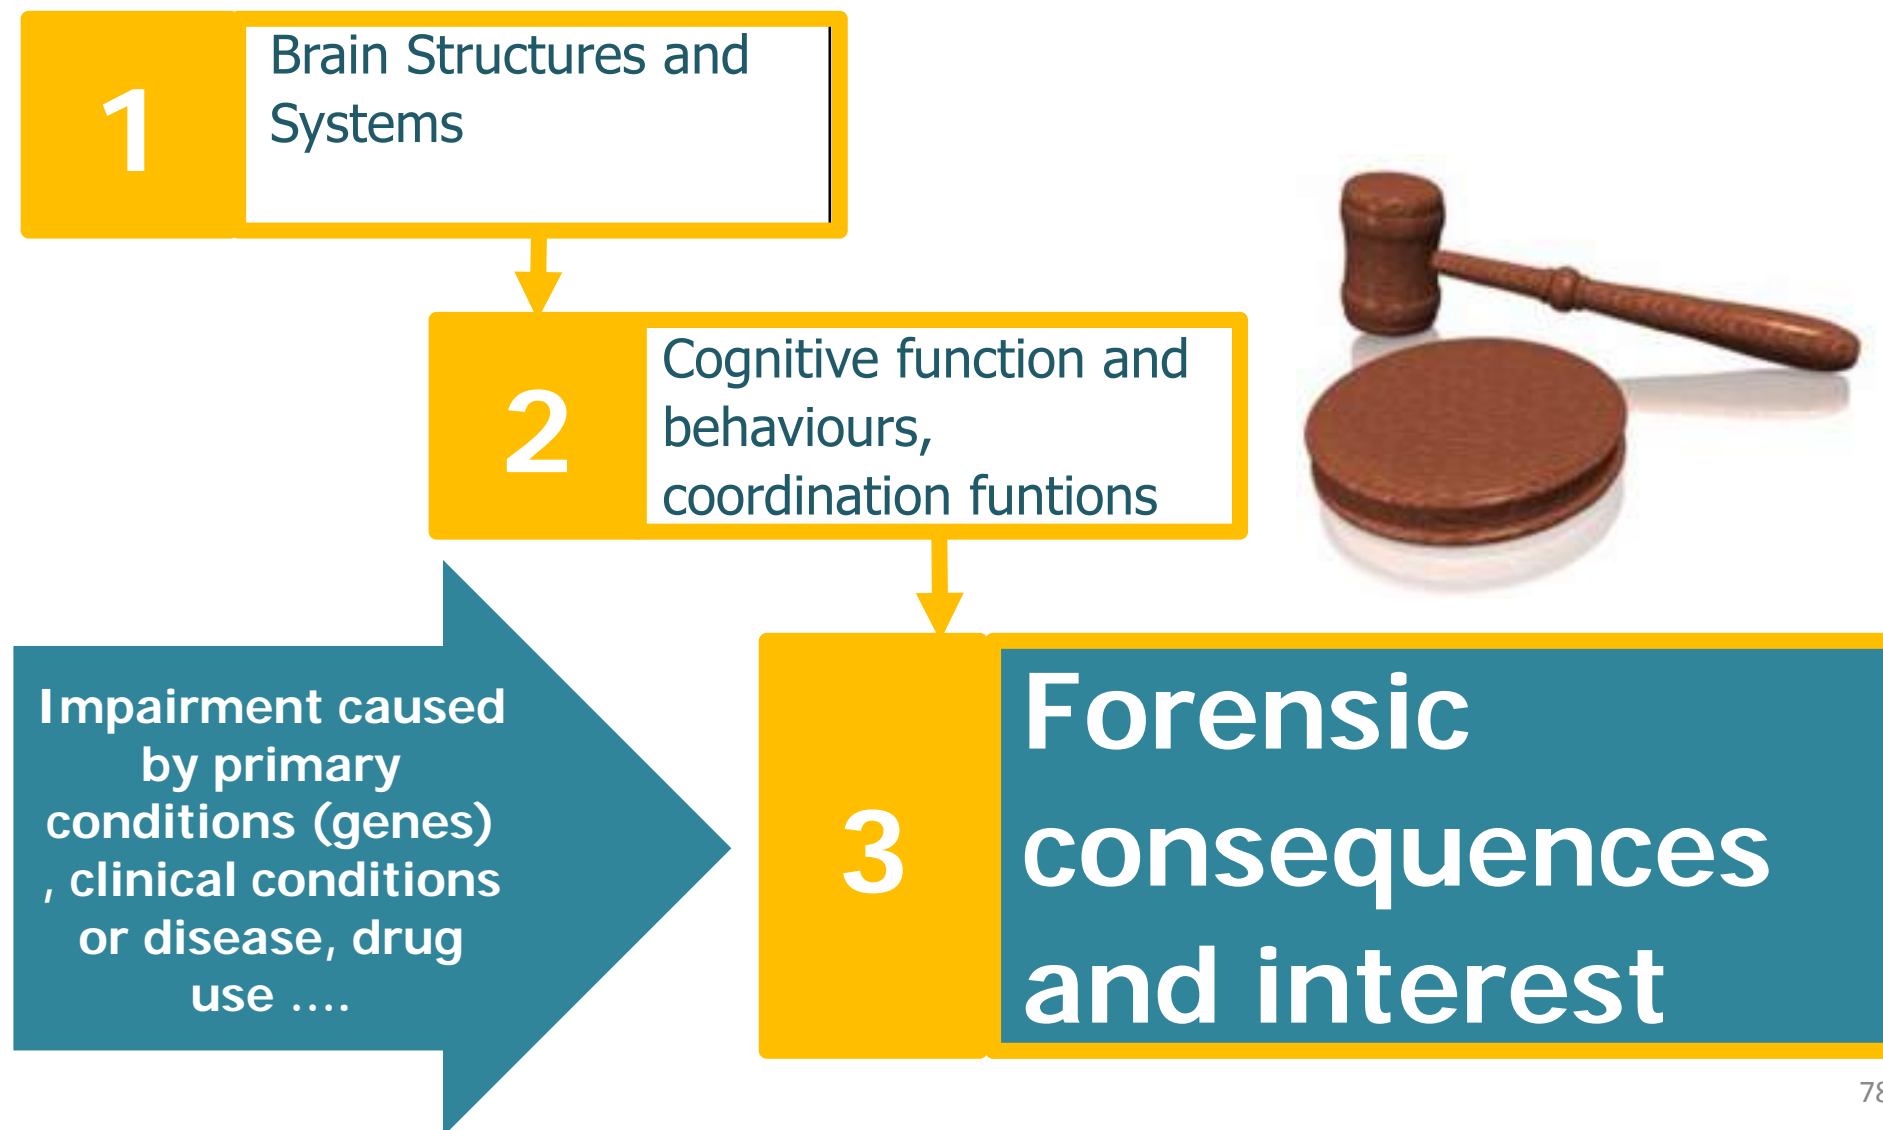 1
Brain Structures and
Systems
2
Cognitive function and
behaviours,
coordination funtions
Impairment caused
by primary
conditions (genes)
, clinical conditions
or disease, drug
use ....
3
Forensic
consequences
and interest
78